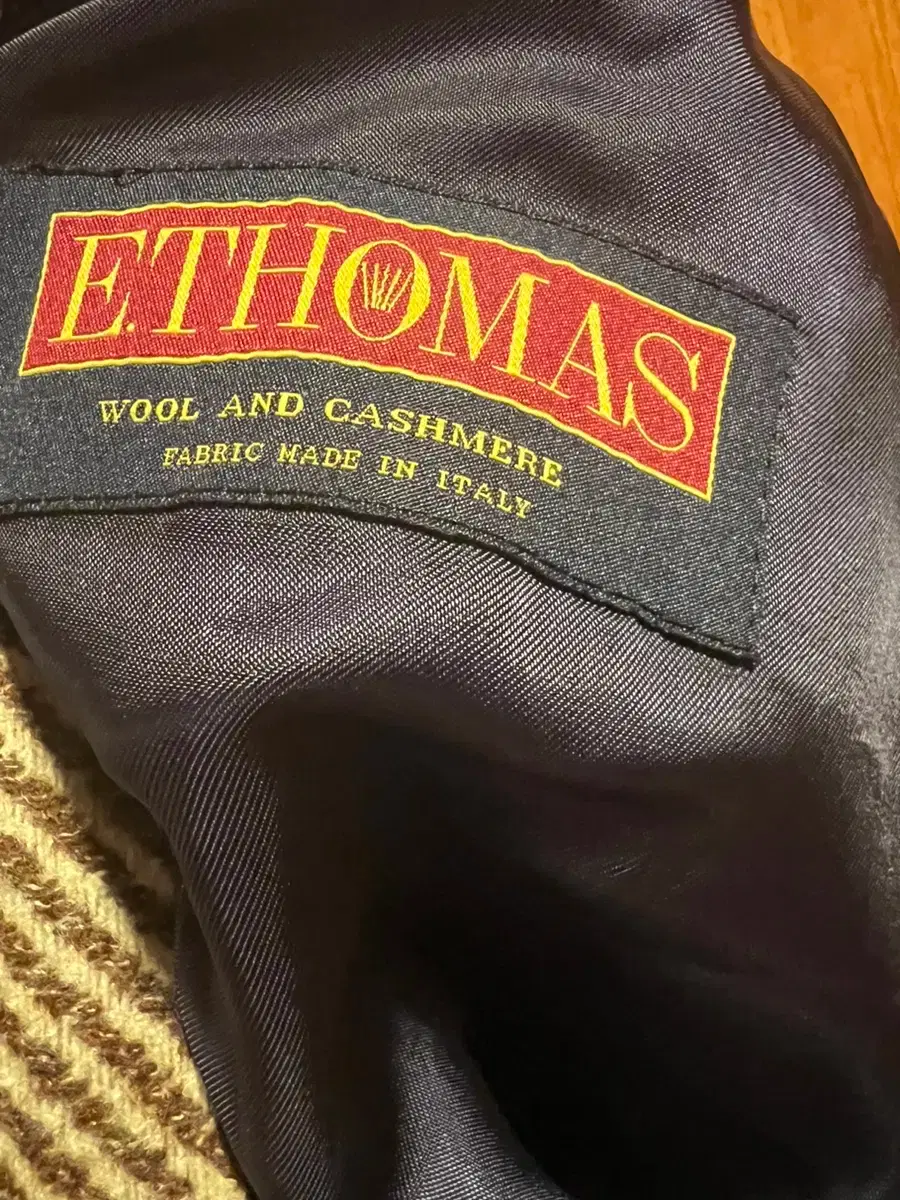 E.THOMAS
WOOL AND CASHMERE
FABRIC MADE IN ITALY